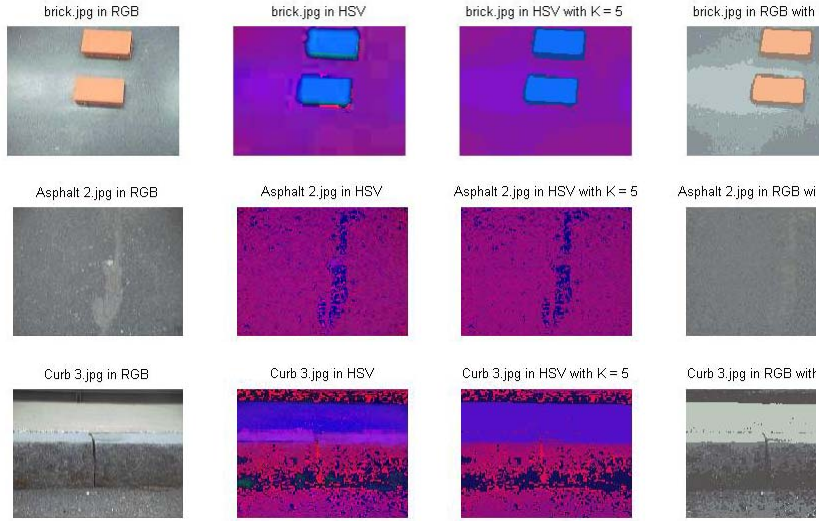 brick.jpg in RGB
brick.jpg in HSV
brick.jpg in HSV with K = 5
brick.jpg in RGB with
Asphalt 2.jpg in RGB
Asphalt 2.jpg in HSV
Asphalt 2.jpg in HSV with K = 5
Asphalt 2.jpg in RGB wi
Curb 3.jpg in RGB
Curb 3.jpg in HSV
Curb 3.jpg in HSV with K = 5
Curb 3.jpg in RGB with